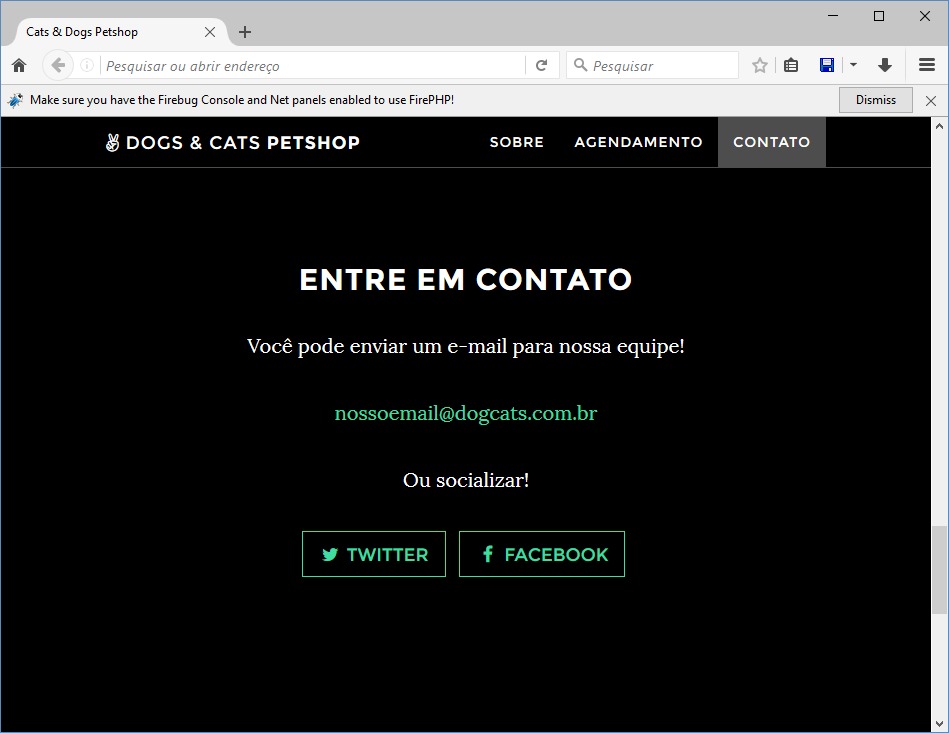 Cats & Dogs Petshop
Pesquisar ou abrir endereço
Pesquisar
Make sure you have the Firebug Console and Net panels enabled to use FirePHP!
Dismiss
DOGS & CATS PETSHOP
SOBRE
AGENDAMENTO
CONTATO
ENTRE EM CONTATO
Você pode enviar um e-mail para nossa equipe!
nossoemail@dogcats.com.br
Ou socializar!
TWITTER
FACEBOOK